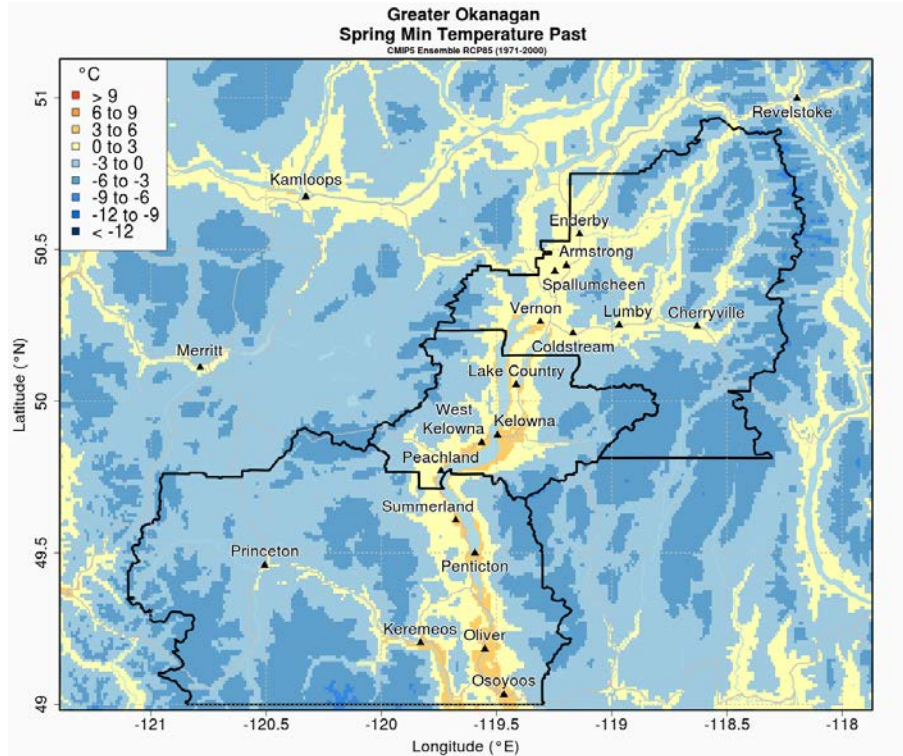 Greater Okanagan
Spring Min Temperature Past
CMIP5 Ensemble RCP85 (1971-2000)
°C
> 9
6 to 9
3 to 6
0 to 3
-3 to 0
-6 to -3
-9 to -6
-12 to -9
< -12
Revelstoke
Kamloops
Enderby
Armstrong
Spallumcheen
Vernon
Lumby
Cherryville
Coldstream
Merritt
Lake Country
West
Kelowna
Kelowna
Peachland
Summerland
Princeton
Penticton
Keremeos
Oliver
Osoyoos
51
50.5
50
49.5
49
Latitude (°N)
-121
-120.5
-120
-119.5
-119
-118.5
-118
Longitude (°E)